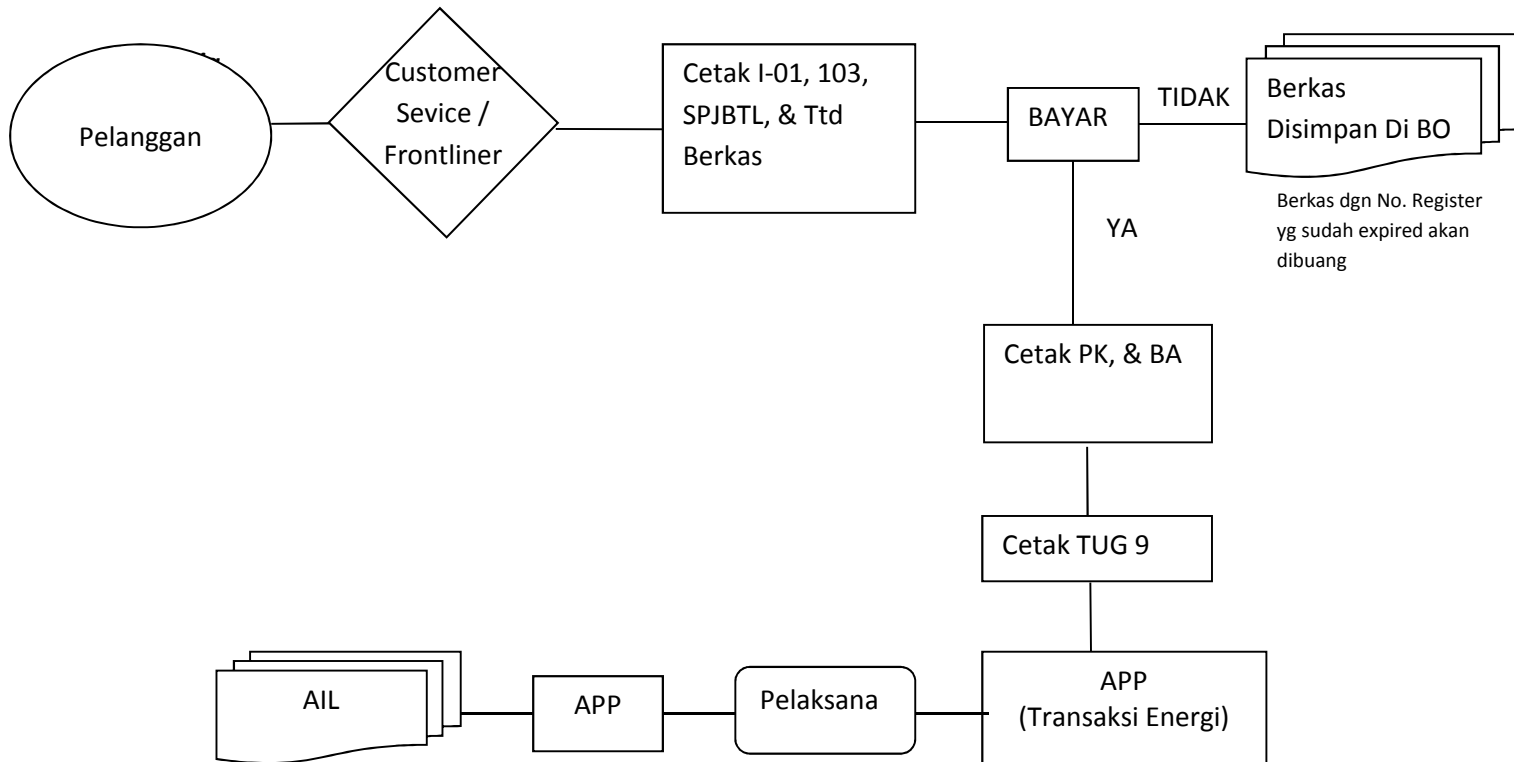 Pelanggan
Customer
Sevice /
Frontliner
Cetak I-01, 103,
SPJBTL, & Ttd
Berkas
BAYAR
TIDAK
Berkas
Disimpan Di BO
Berkas dgn No. Register
yg sudah expired akan
dibuang
YA
Cetak PK, & BA
Cetak TUG 9
APP
(Transaksi Energi)
Pelaksana
APP
AIL